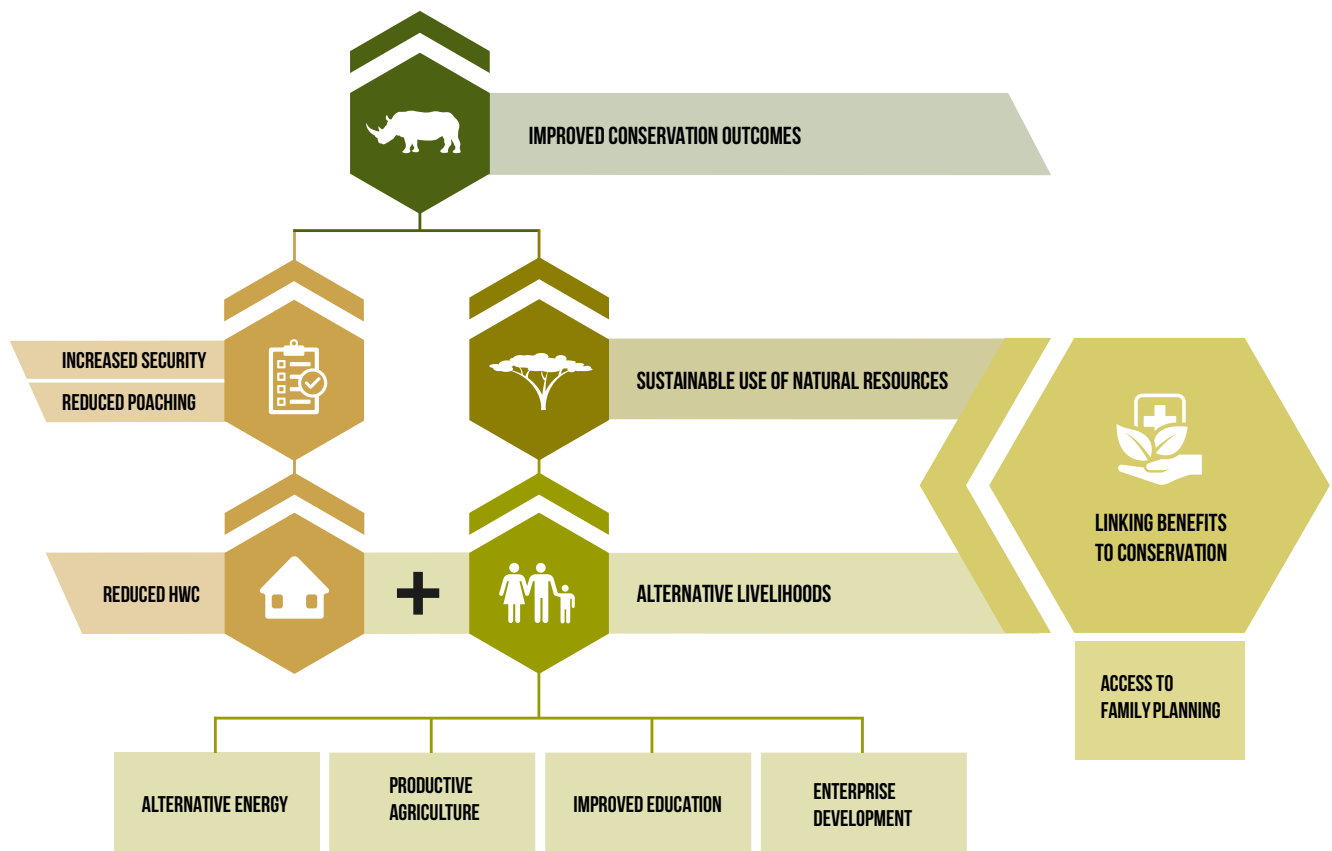 IMPROVED CONSERVATION OUTCOMES
INCREASED SECURITY
REDUCED POACHING
SUSTAINABLE USE OF NATURAL RESOURCES
LINKING BENEFITS
TO CONSERVATION
REDUCED HWC
+
ALTERNATIVE LIVELIHOODS
ACCESS TO
FAMILY PLANNING
ALTERNATIVE ENERGY
PRODUCTIVE
AGRICULTURE
IMPROVED EDUCATION
ENTERPRISE
DEVELOPMENT